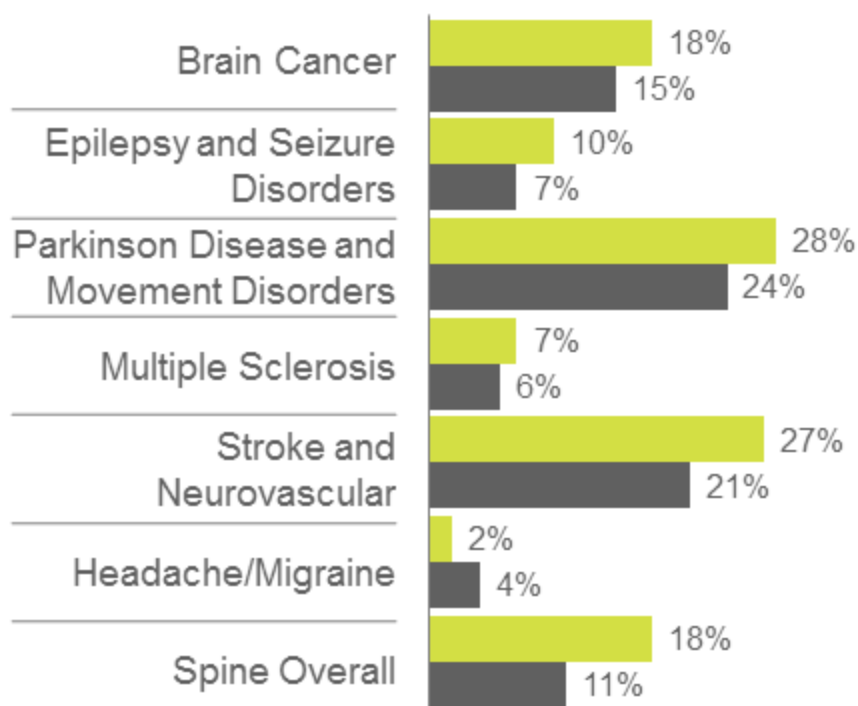 Brain Cancer
18%
15%
Epilepsy and Seizure
Disorders
10%
7%
Parkinson Disease and
Movement Disorders
28%
24%
Multiple Sclerosis
7%
6%
Stroke and
Neurovascular
27%
21%
Headache/Migraine
2%
4%
Spine Overall
18%
11%